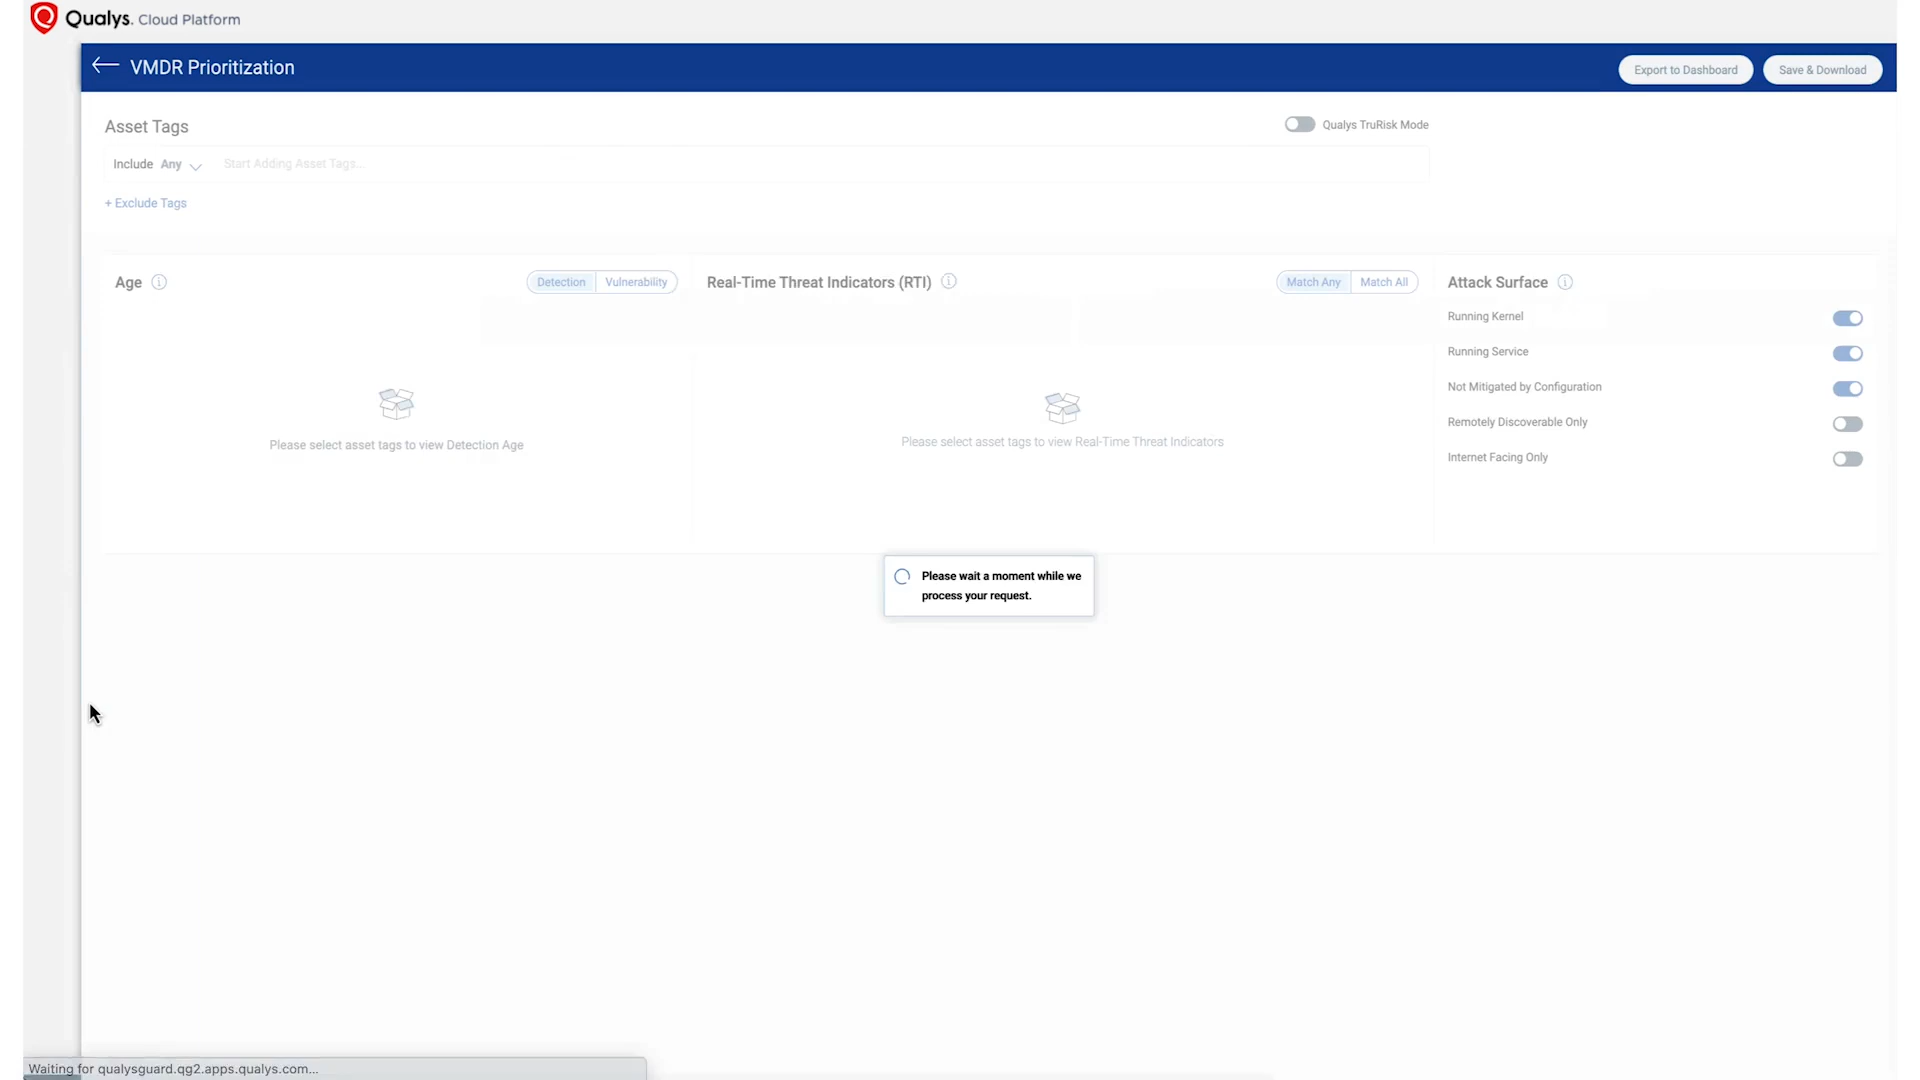 Qualys. Cloud Platform
VMDR Prioritization
Export to Dashboard
Save & Download
Asset Tags
Qualys TruRisk Mode
Include Any
Start Adding Asset Tags...
+ Exclude Tags
Age
Detection
Vulnerability
Real-Time Threat Indicators (RTI)
Match Any
Match All
Attack Surface
Running Kernel
Running Service
Not Mitigated by Configuration
Remotely Discoverable Only
Internet Facing Only
Please select asset tags to view Detection Age
Please select asset tags to view Real-Time Threat Indicators
Please wait a moment while we
process your request.
Waiting for qualysguard.qg2.apps.qualys.com...